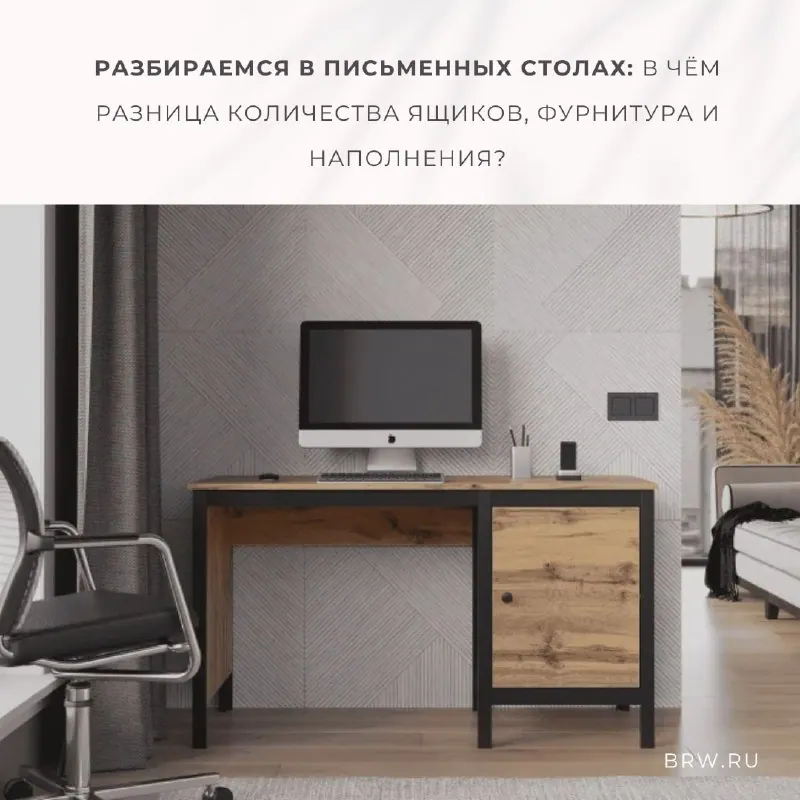 РАЗБИРАЕМСЯ В ПИСЬМЕННЫХ СТОЛАХ: В ЧЁМ
РАЗНИЦА КОЛИЧЕСТВА ЯЩИКОВ, ФУРНИТУРА И
НАПОЛНЕНИЯ?
BRW.RU